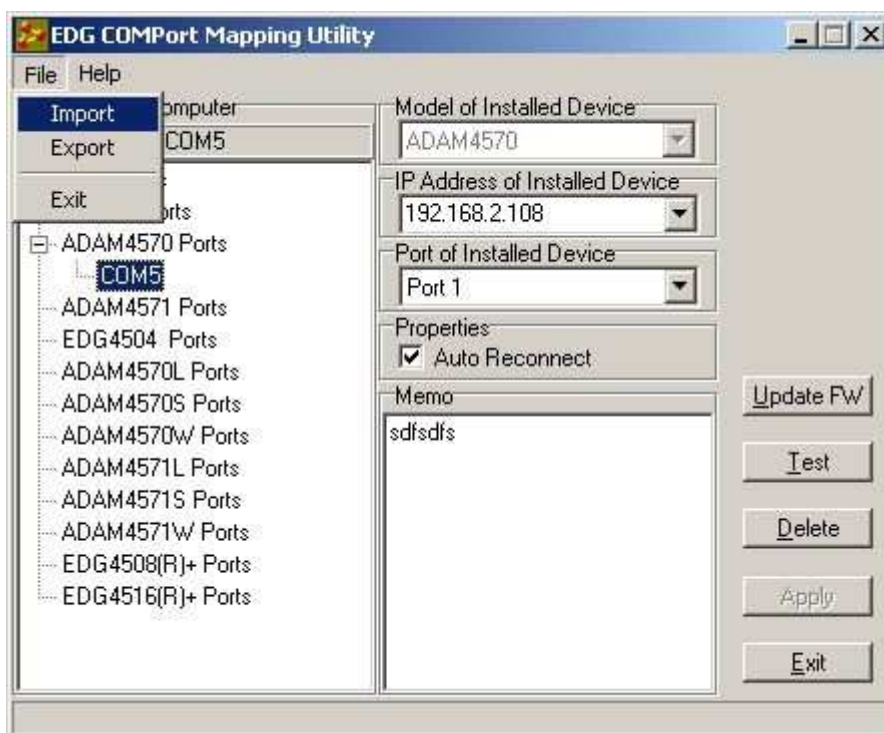 EDG COMPort Mapping Utility
File Help
Import
Export
Exit
COM5
ADAM4570 Ports
COM5
ADAM4571 Ports
EDG4504 Ports
ADAM4570L Ports
ADAM4570S Ports
ADAM4570W Ports
ADAM4571L Ports
ADAM4571S Ports
ADAM4571W Ports
EDG4508(R)+ Ports
EDG4516(R)+ Ports
Model of Installed Device
ADAM4570
IP Address of Installed Device
192.168.2.108
Port of Installed Device
Port 1
Properties
Auto Reconnect
Memo
sdfsdfs
Update FW
Test
Delete
Apply
Exit